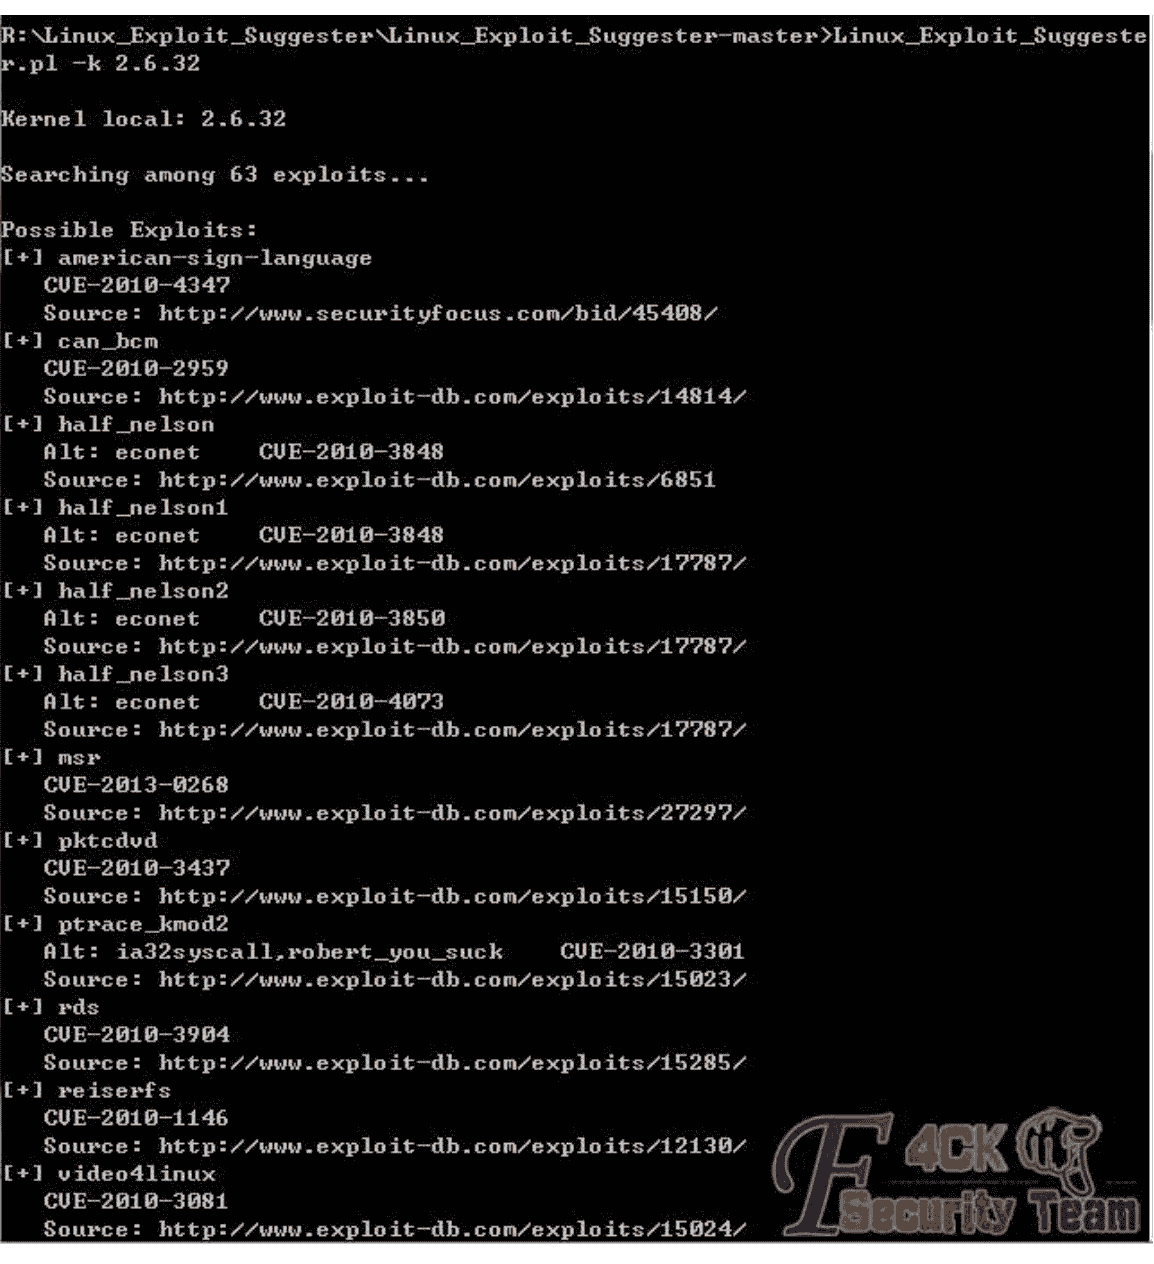 R:\Linux_Exploit_Suggester\Linux_Exploit_Suggester-master>Linux_Exploit_Suggeste
r.pl -k 2.6.32
Kernel local: 2.6.32
Searching among 63 exploits...
Possible Exploits:
[+] american-sign-language
CVE-2010-4347
Source: http://www.securityfocus.com/bid/45408/
[+] can_bcm
CVE-2010-2959
Source: http://www.exploit-db.com/exploits/14814/
[+] half_nelson
Alt: econet    CVE-2010-3848
Source: http://www.exploit-db.com/exploits/6851
[+] half_nelson1
Alt: econet    CVE-2010-3848
Source: http://www.exploit-db.com/exploits/17787/
[+] half_nelson2
Alt: econet    CVE-2010-3850
Source: http://www.exploit-db.com/exploits/17787/
[+] half_nelson3
Alt: econet    CVE-2010-4073
Source: http://www.exploit-db.com/exploits/17787/
[+] msr
CVE-2013-0268
Source: http://www.exploit-db.com/exploits/27297/
[+] pktcdvd
CVE-2010-3437
Source: http://www.exploit-db.com/exploits/15150/
[+] ptrace_kmod2
Alt: ia32syscall,robert_you_suck    CVE-2010-3301
Source: http://www.exploit-db.com/exploits/15023/
[+] rds
CVE-2010-3904
Source: http://www.exploit-db.com/exploits/15285/
[+] reiserfs
CVE-2010-1146
Source: http://www.exploit-db.com/exploits/12130/
[+] video4linux
CVE-2010-3081
Source: http://www.exploit-db.com/exploits/15024/
F4CK
Security Team